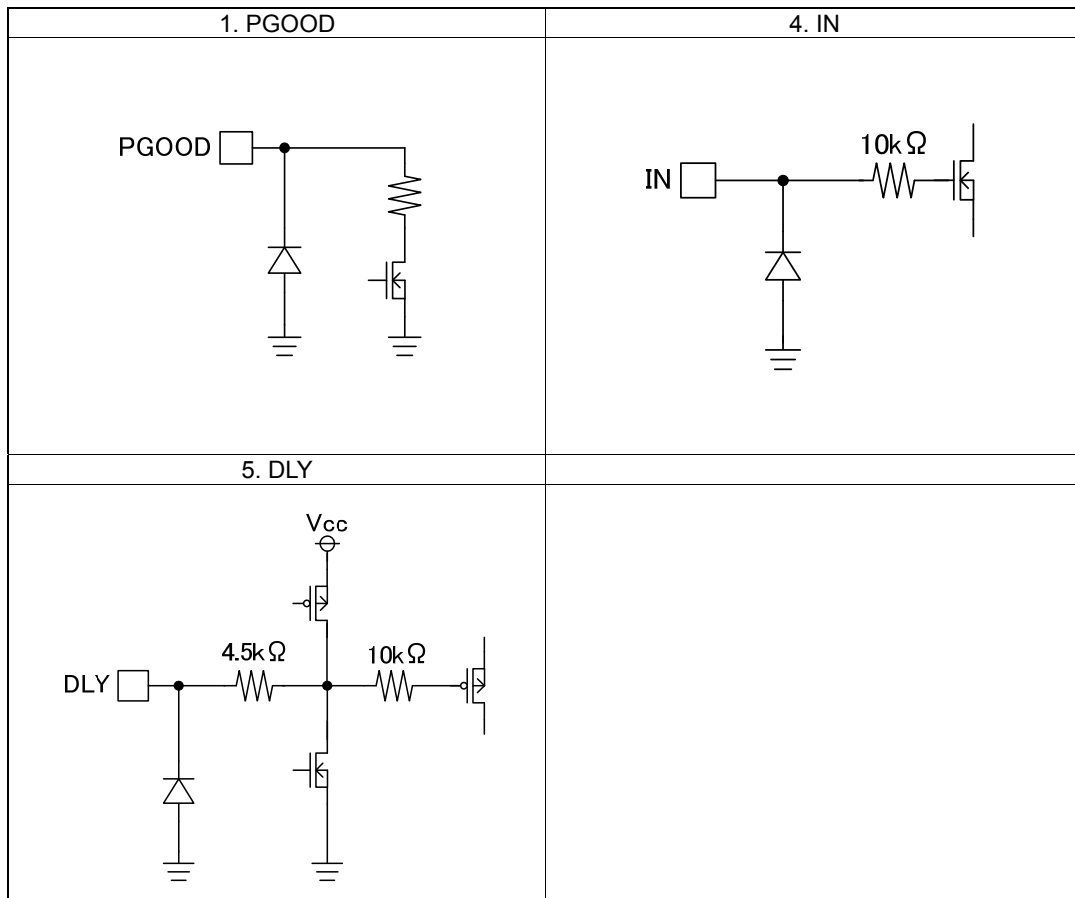 1. PGOOD
4. IN
PGOOD
IN
10kΩ
5. DLY
Vcc
DLY
4.5kΩ
10kΩ